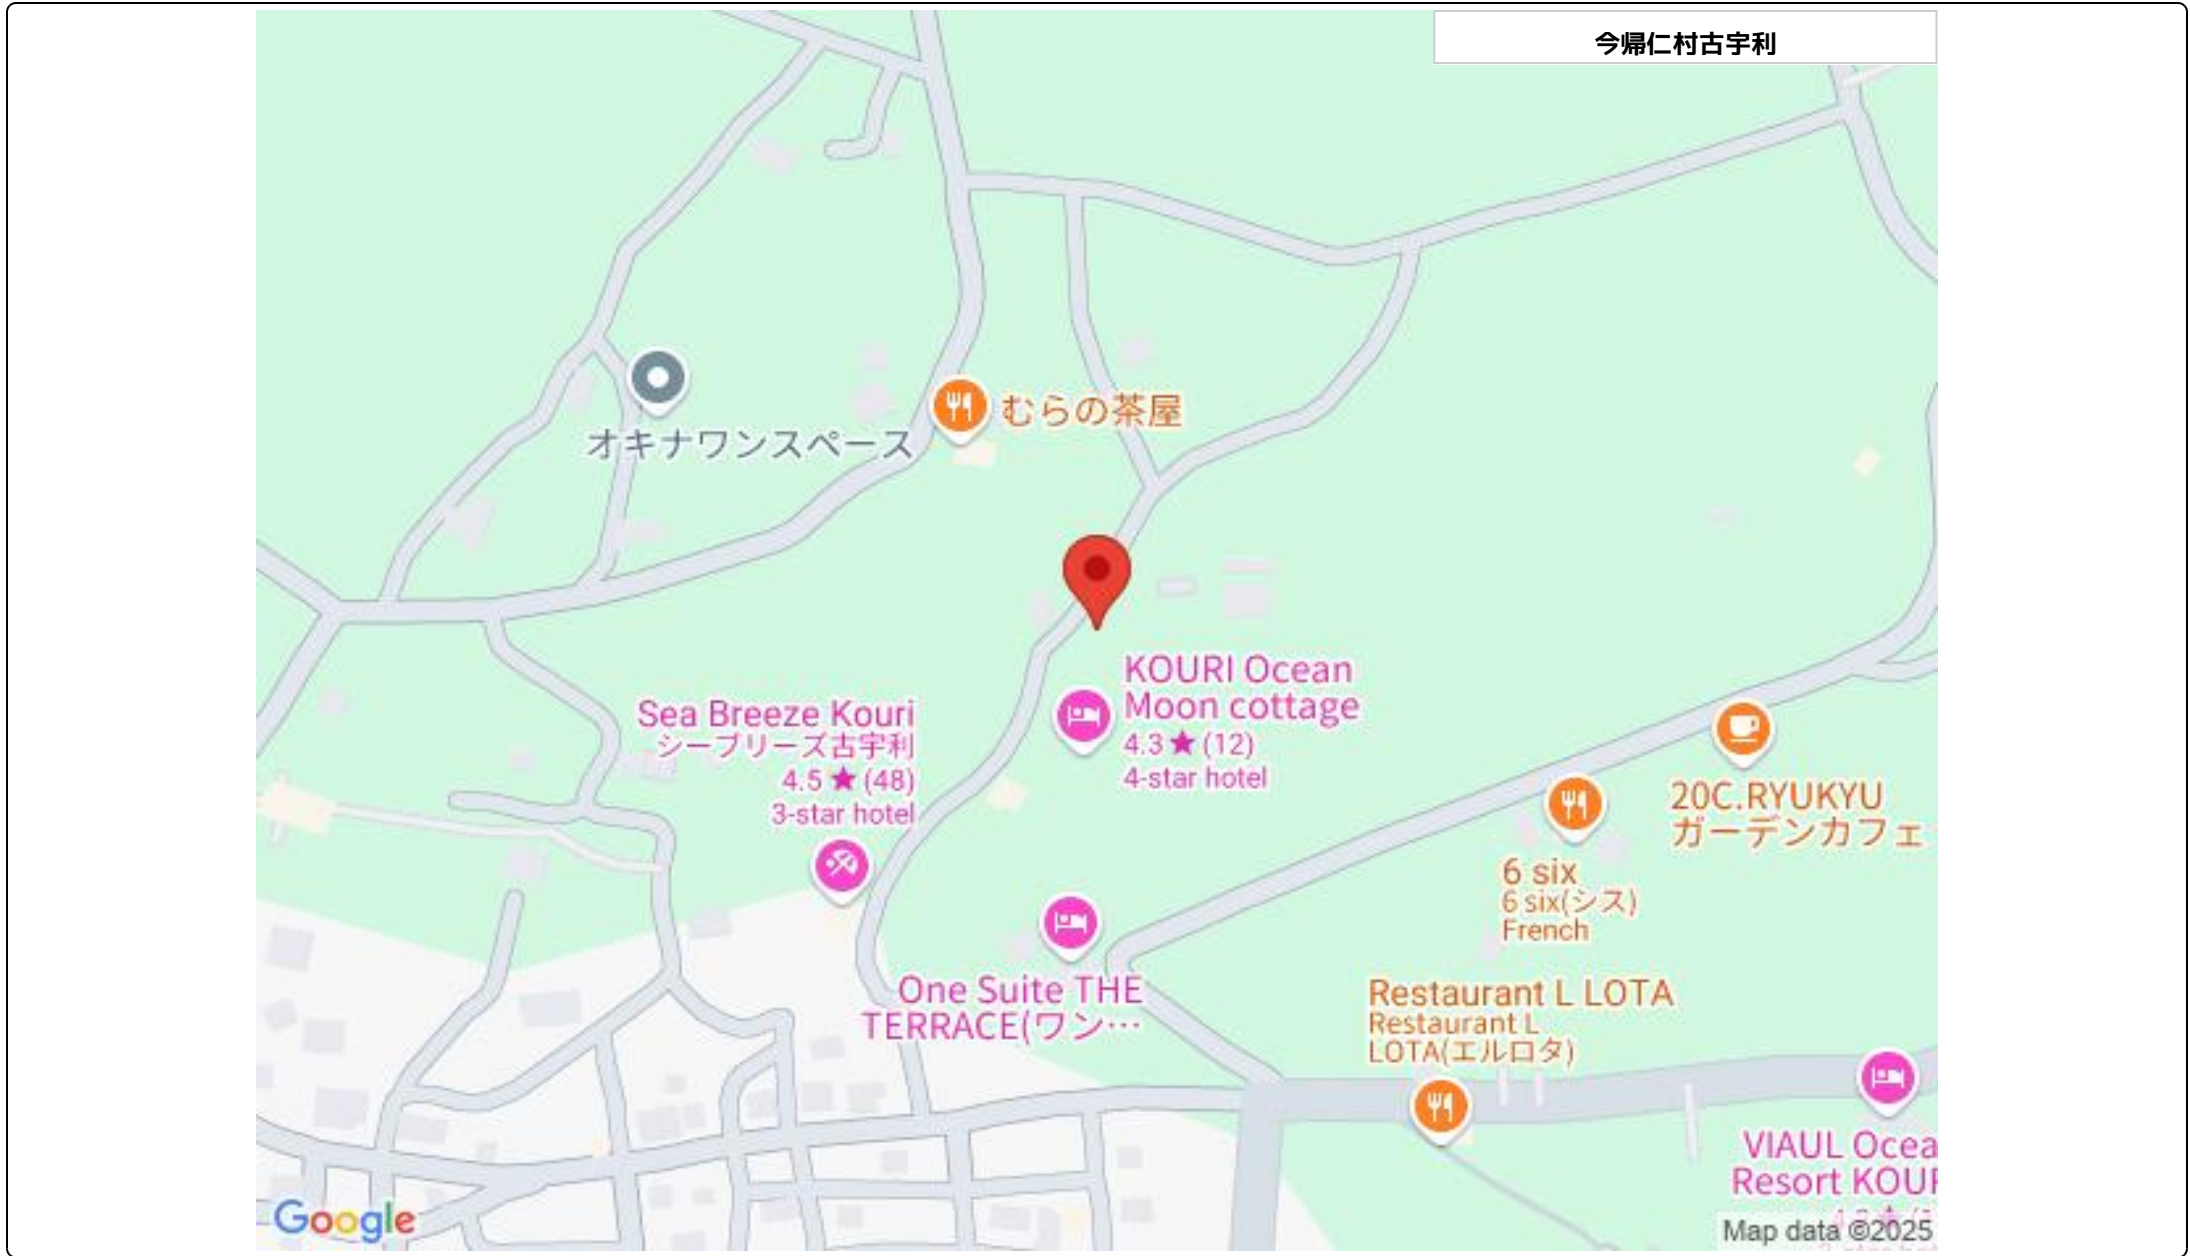 今帰仁村古宇利
むらの茶屋
オキナワンスペース
KOURI Ocean
Moon cottage
4.3 ★ (12)
4-star hotel
Sea Breeze Kouri
シーブリーズ古宇利
4.5 ★ (48)
3-star hotel
20C.RYUKYU
ガーデンカフェ
6 six
6 six(シス)
French
One Suite THE
TERRACE(ワン…
Restaurant L LOTA
Restaurant L
LOTA(エルロタ)
VIAUL Ocea
Resort KOUR
Google
Map data ©2025